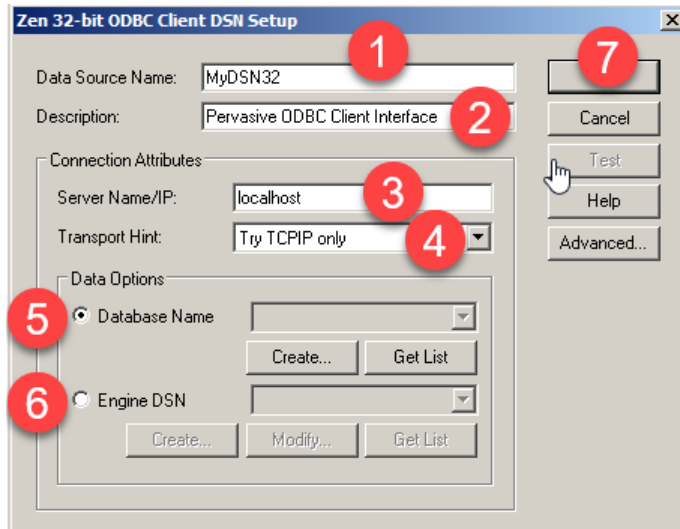 Zen 32-bit ODBC Client DSN Setup
1
7
Data Source Name: MyDSN32
Description: Pervasive ODBC Client Interface
2
Cancel
Connection Attributes
Test
Server Name/IP: localhost
3
Help
Transport Hint: Try TCPIP only
4
Advanced...
Data Options
5
Database Name
Create... Get List
6
Engine DSN
Create... Modify... Get List